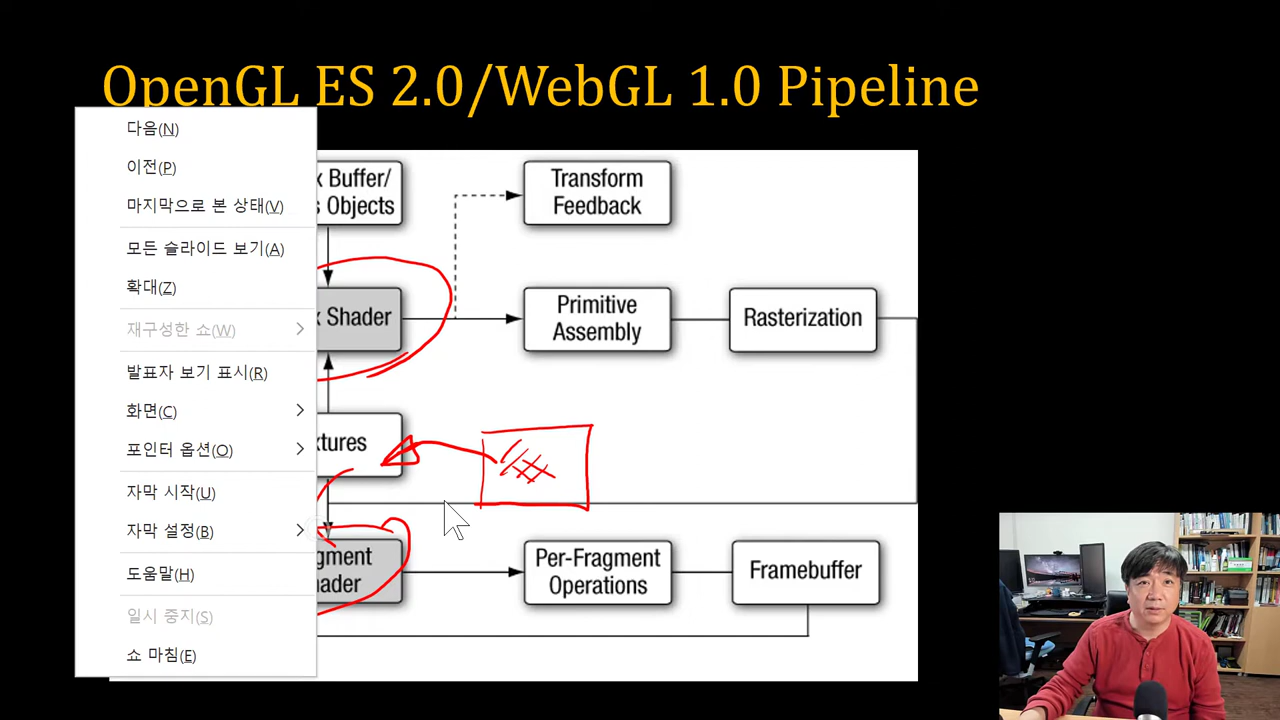 OpenGL ES 2.0/WebGL 1.0 Pipeline
다음(N)
이전(P)
마지막으로 본 상태(V)
모든 슬라이드 보기(A)
확대(Z)
재구성한 쇼(W)
발표자 보기 표시(R)
화면(C)
포인터 옵션(O)
자막 시작(U)
자막 설정(B)
도움말(H)
일시 중지(S)
쇼 마침(E)
x Buffer/
s Objects
Transform
Feedback
x Shader
Primitive
Assembly
Rasterization
xtures
gment
hader
Per-Fragment
Operations
Framebuffer